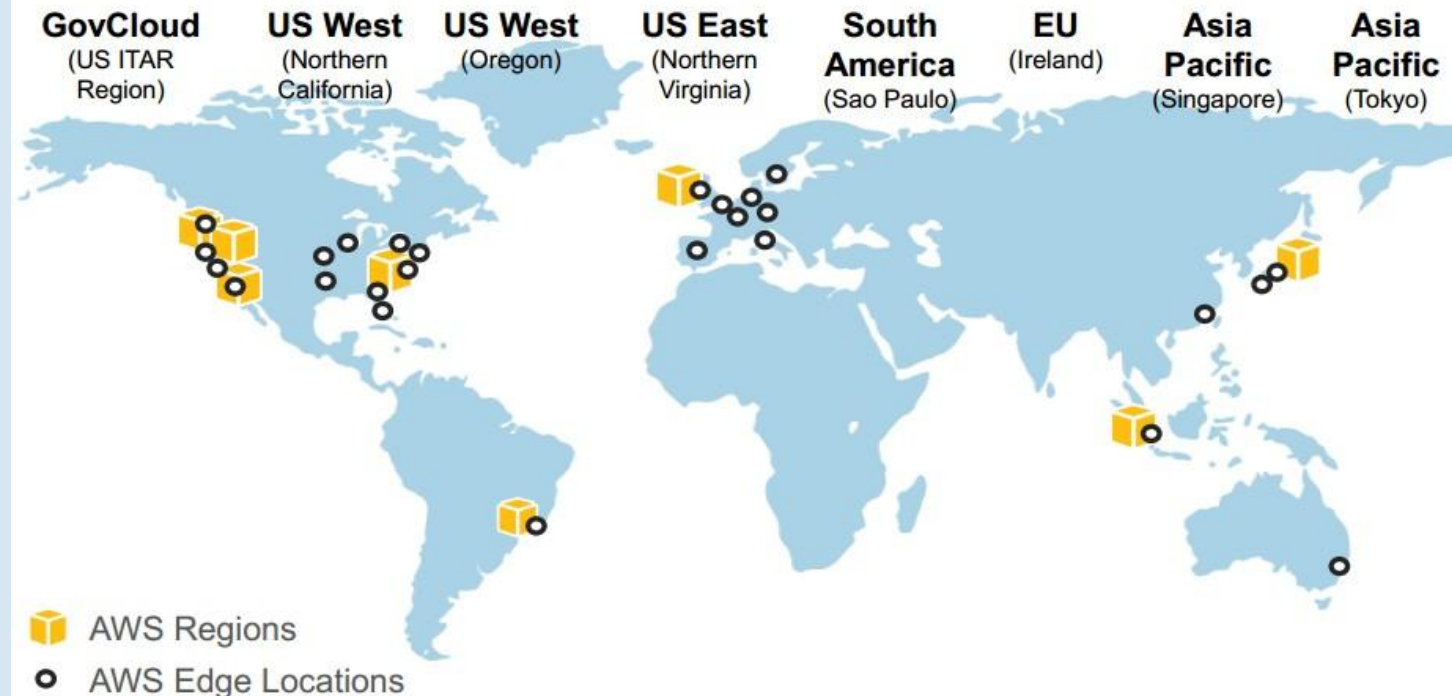 GovCloud
(US ITAR
Region)
US West
(Northern
California)
US West
(Oregon)
US East
(Northern
Virginia)
South
America
(Sao Paulo)
EU
(Ireland)
Asia
Pacific
(Singapore)
Asia
Pacific
(Tokyo)
AWS Regions
AWS Edge Locations